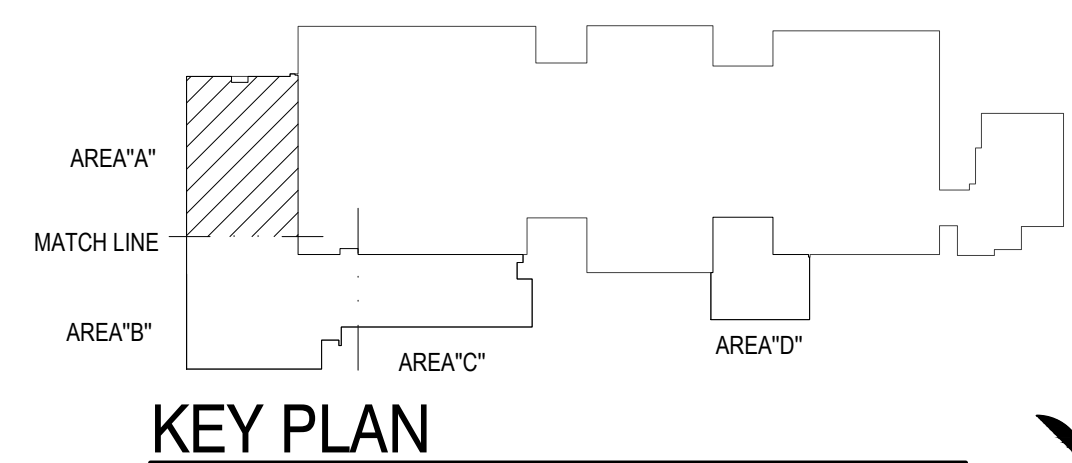 AREA"A"
MATCH LINE
AREA"B"
AREA"C"
AREA"D"
KEY PLAN